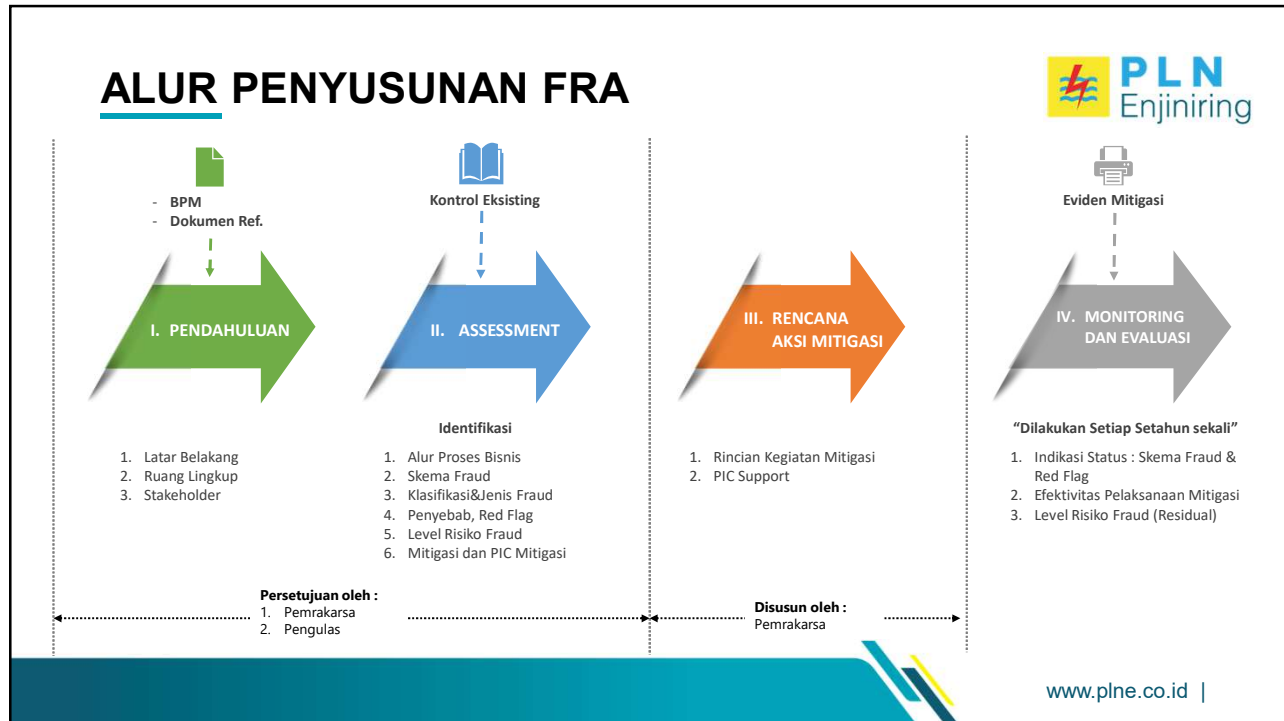 ALUR PENYUSUNAN FRA
PLN
Enjiniring
- BPM
- Dokumen Ref.
Kontrol Eksisting
Eviden Mitigasi
I. PENDAHULUAN
II. ASSESSMENT
III. RENCANA
AKSI MITIGASI
IV. MONITORING
DAN EVALUASI
1. Latar Belakang
2. Ruang Lingkup
3. Stakeholder
Identifikasi
1. Alur Proses Bisnis
2. Skema Fraud
3. Klasifikasi&Jenis Fraud
4. Penyebab, Red Flag
5. Level Risiko Fraud
6. Mitigasi dan PIC Mitigasi
1. Rincian Kegiatan Mitigasi
2. PIC Support
“Dilakukan Setiap Setahun sekali”
1. Indikasi Status : Skema Fraud &
Red Flag
2. Efektivitas Pelaksanaan Mitigasi
3. Level Risiko Fraud (Residual)
Persetujuan oleh :
1. Pemrakarsa
2. Pengulas
Disusun oleh :
Pemrakarsa
www.plne.co.id |